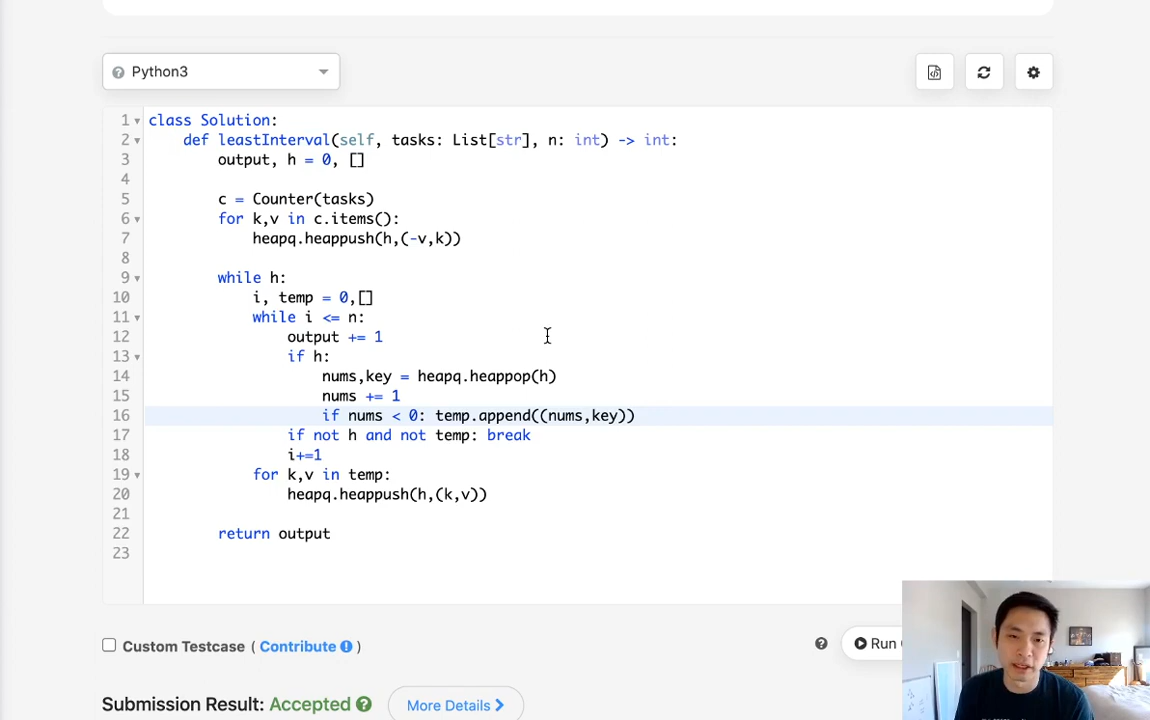 Python3
1 class Solution:
2 def leastInterval(self, tasks: List[str], n: int) -> int:
3 output, h = 0, []
4
5 c = Counter(tasks)
6 for k,v in c.items():
7 heapq.heappush(h,(-v,k))
8
9 while h:
10 i, temp = 0,[]
11 while i <= n:
12 output += 1
13 if h:
14 nums,key = heapq.heappop(h)
15 nums += 1
16 if nums < 0: temp.append((nums,key))
17 if not h and not temp: break
18 i+=1
19 for k,v in temp:
20 heapq.heappush(h,(k,v))
21
22 return output
23
Custom Testcase ( Contribute )
Run
Submission Result: Accepted
More Details